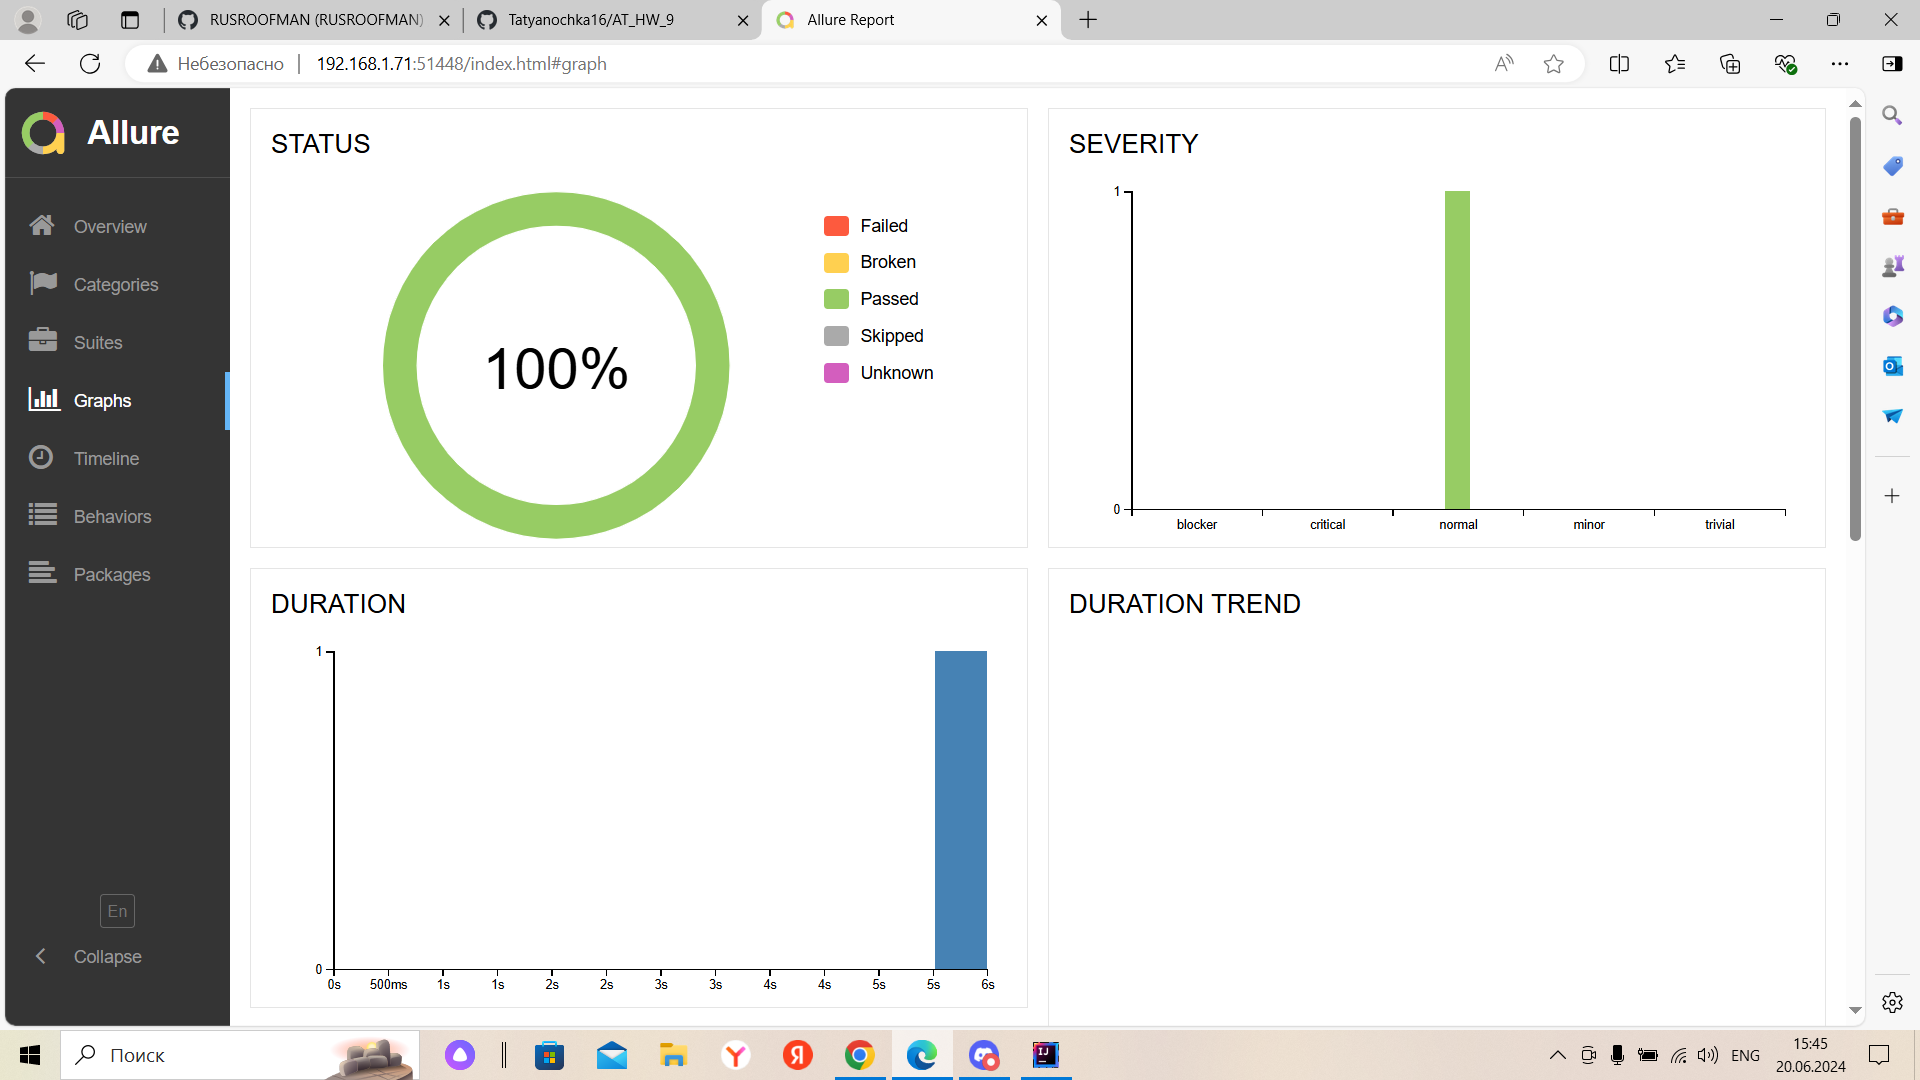 RUSROOFMAN (RUSROOFMAN)
Tatyanochka16/AT_HW_9
Allure Report
Небезопасно
192.168.1.71:51448/index.html#graph
Allure
Overview
Categories
Suites
Graphs
Timeline
Behaviors
Packages
En
Collapse
STATUS
100%
Failed
Broken
Passed
Skipped
Unknown
SEVERITY
1
0
blocker critical normal minor trivial
DURATION
1
0
0s 500ms 1s 1s 2s 2s 3s 3s 4s 4s 5s 5s 6s
DURATION TREND
Поиск
ENG
15:45
20.06.2024